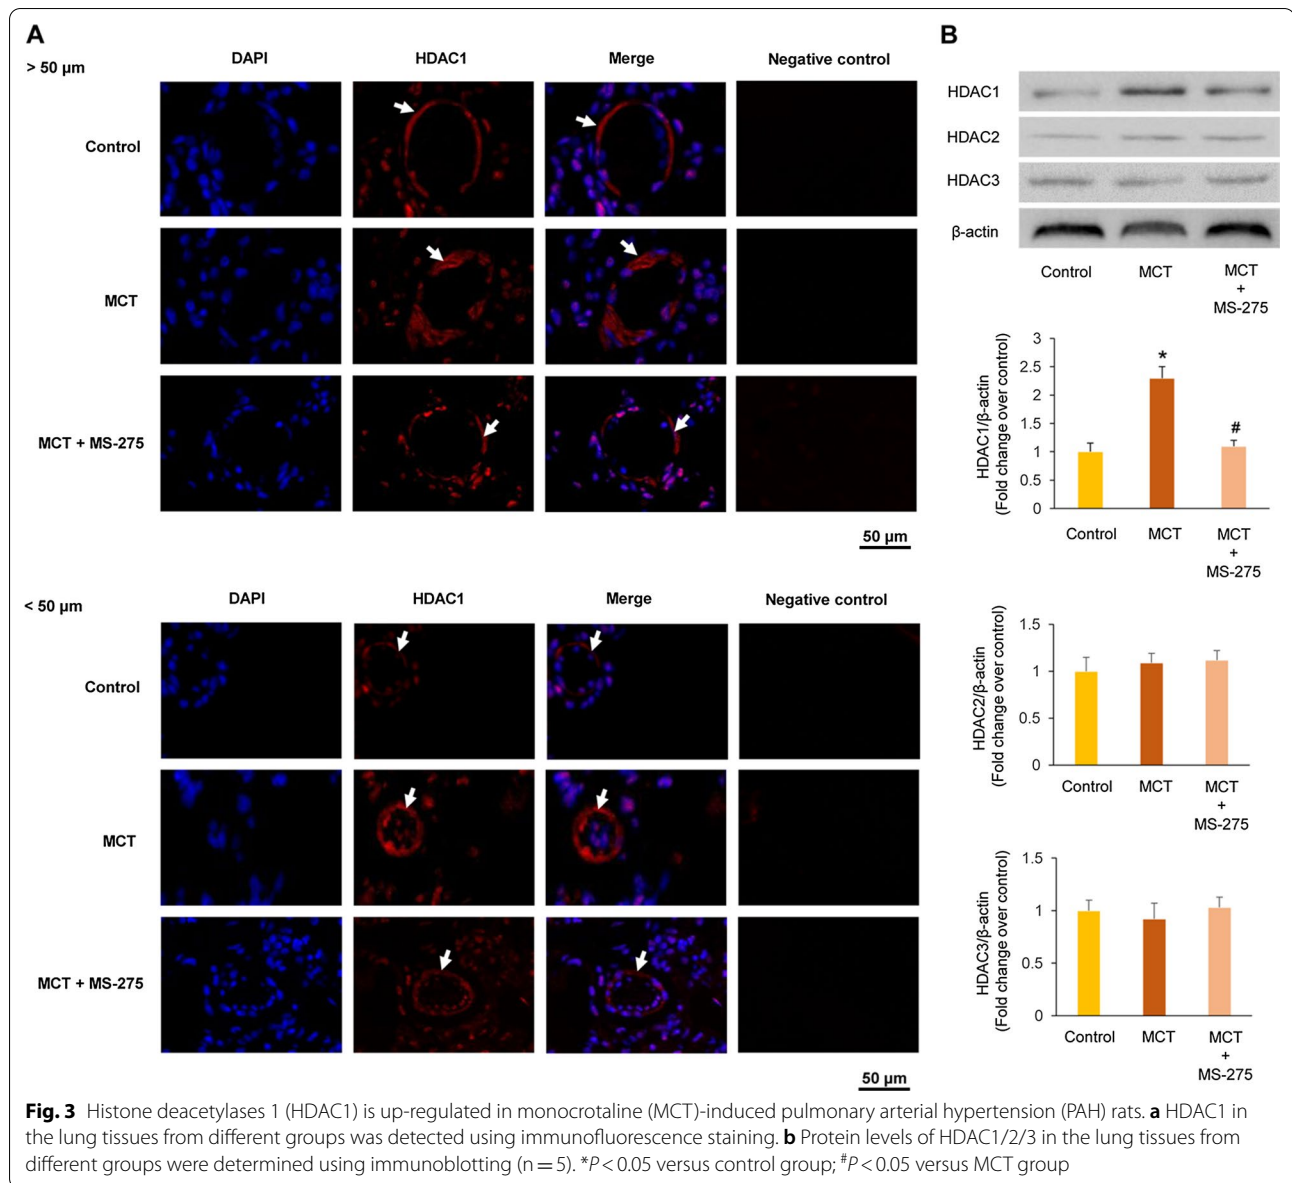 A
> 50 μm
DAPI
HDAC1
Merge
Negative control
Control
MCT
MCT + MS-275
50 μm
< 50 μm
DAPI
HDAC1
Merge
Negative control
Control
MCT
MCT + MS-275
50 μm
B
HDAC1
HDAC2
HDAC3
β-actin
Control
MCT
MCT
+
MS-275
HDAC1/β-actin
(Fold change over control)
3
2.5
2
1.5
1
0.5
0
*
#
Control
MCT
MCT
+
MS-275
HDAC2/β-actin
(Fold change over control)
1.5
1
0.5
0
Control
MCT
MCT
+
MS-275
HDAC3/β-actin
(Fold change over control)
1.5
1
0.5
0
Control
MCT
MCT
+
MS-275
Fig. 3 Histone deacetylases 1 (HDAC1) is up-regulated in monocrotaline (MCT)-induced pulmonary arterial hypertension (PAH) rats. a HDAC1 in
the lung tissues from different groups was detected using immunofluorescence staining. b Protein levels of HDAC1/2/3 in the lung tissues from
different groups were determined using immunoblotting (n = 5). *P < 0.05 versus control group; #P < 0.05 versus MCT group